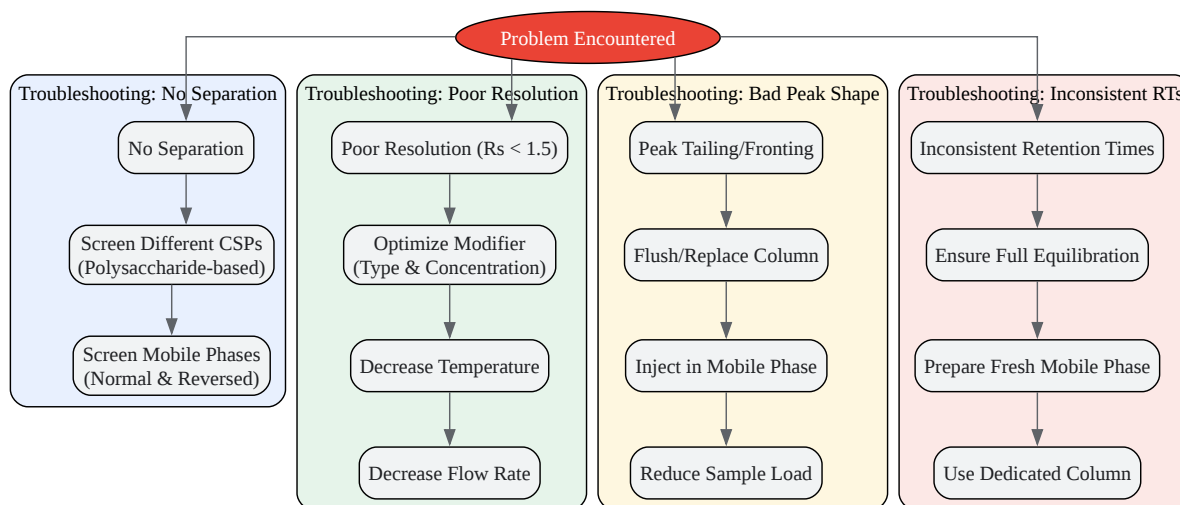 Problem Encountered
Troubleshooting: No Separation
No Separation
Screen Different CSPs
(Polysaccharide-based)
Screen Mobile Phases
(Normal & Reversed)
Troubleshooting: Poor Resolution
Poor Resolution (Rs < 1.5)
Optimize Modifier
(Type & Concentration)
Decrease Temperature
Decrease Flow Rate
Troubleshooting: Bad Peak Shape
Peak Tailing/Fronting
Flush/Replace Column
Inject in Mobile Phase
Reduce Sample Load
Troubleshooting: Inconsistent RTs
Inconsistent Retention Times
Ensure Full Equilibration
Prepare Fresh Mobile Phase
Use Dedicated Column